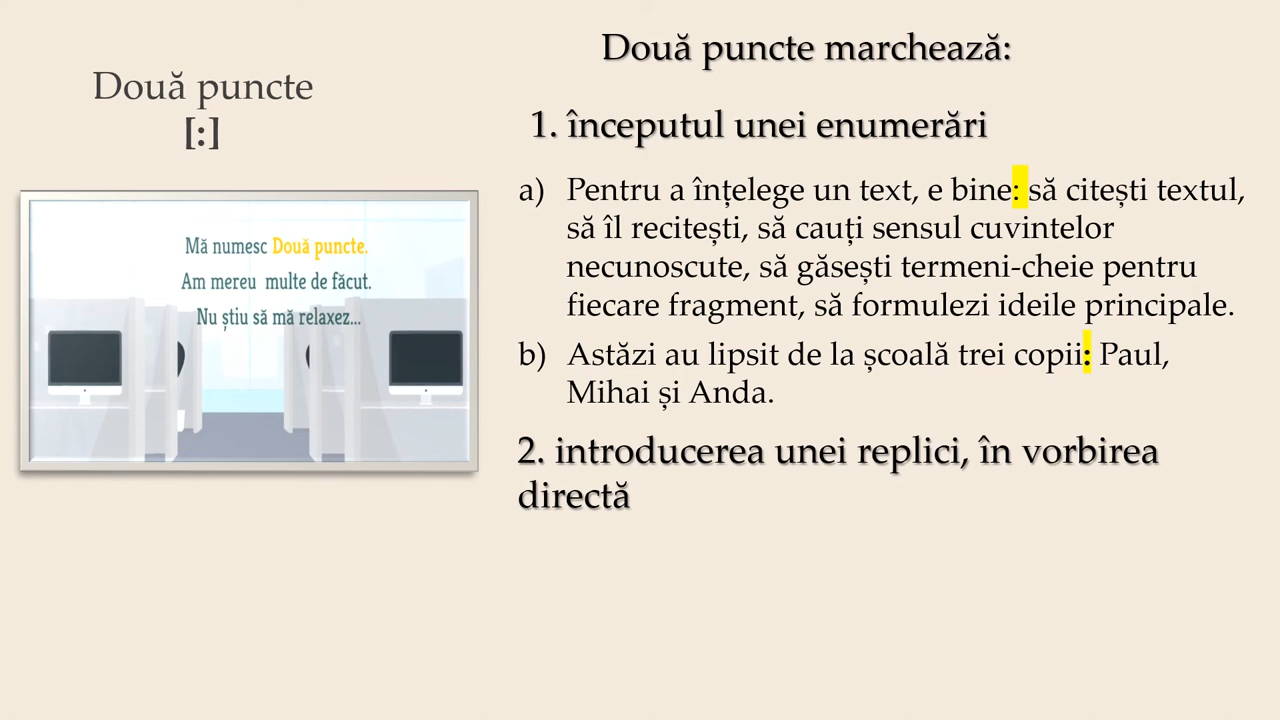 Două puncte
[:]
Mă numesc Două puncte.
Am mereu multe de făcut.
Nu știu să mă relaxez...
Două puncte marchează:
1. începutul unei enumerări
a) Pentru a înțelege un text, e bine: să citești textul,
să îl recitești, să cauți sensul cuvintelor
necunoscute, să găsești termeni-cheie pentru
fiecare fragment, să formulezi ideile principale.
b) Astăzi au lipsit de la școală trei copii: Paul,
Mihai și Anda.
2. introducerea unei replici, în vorbirea
directă